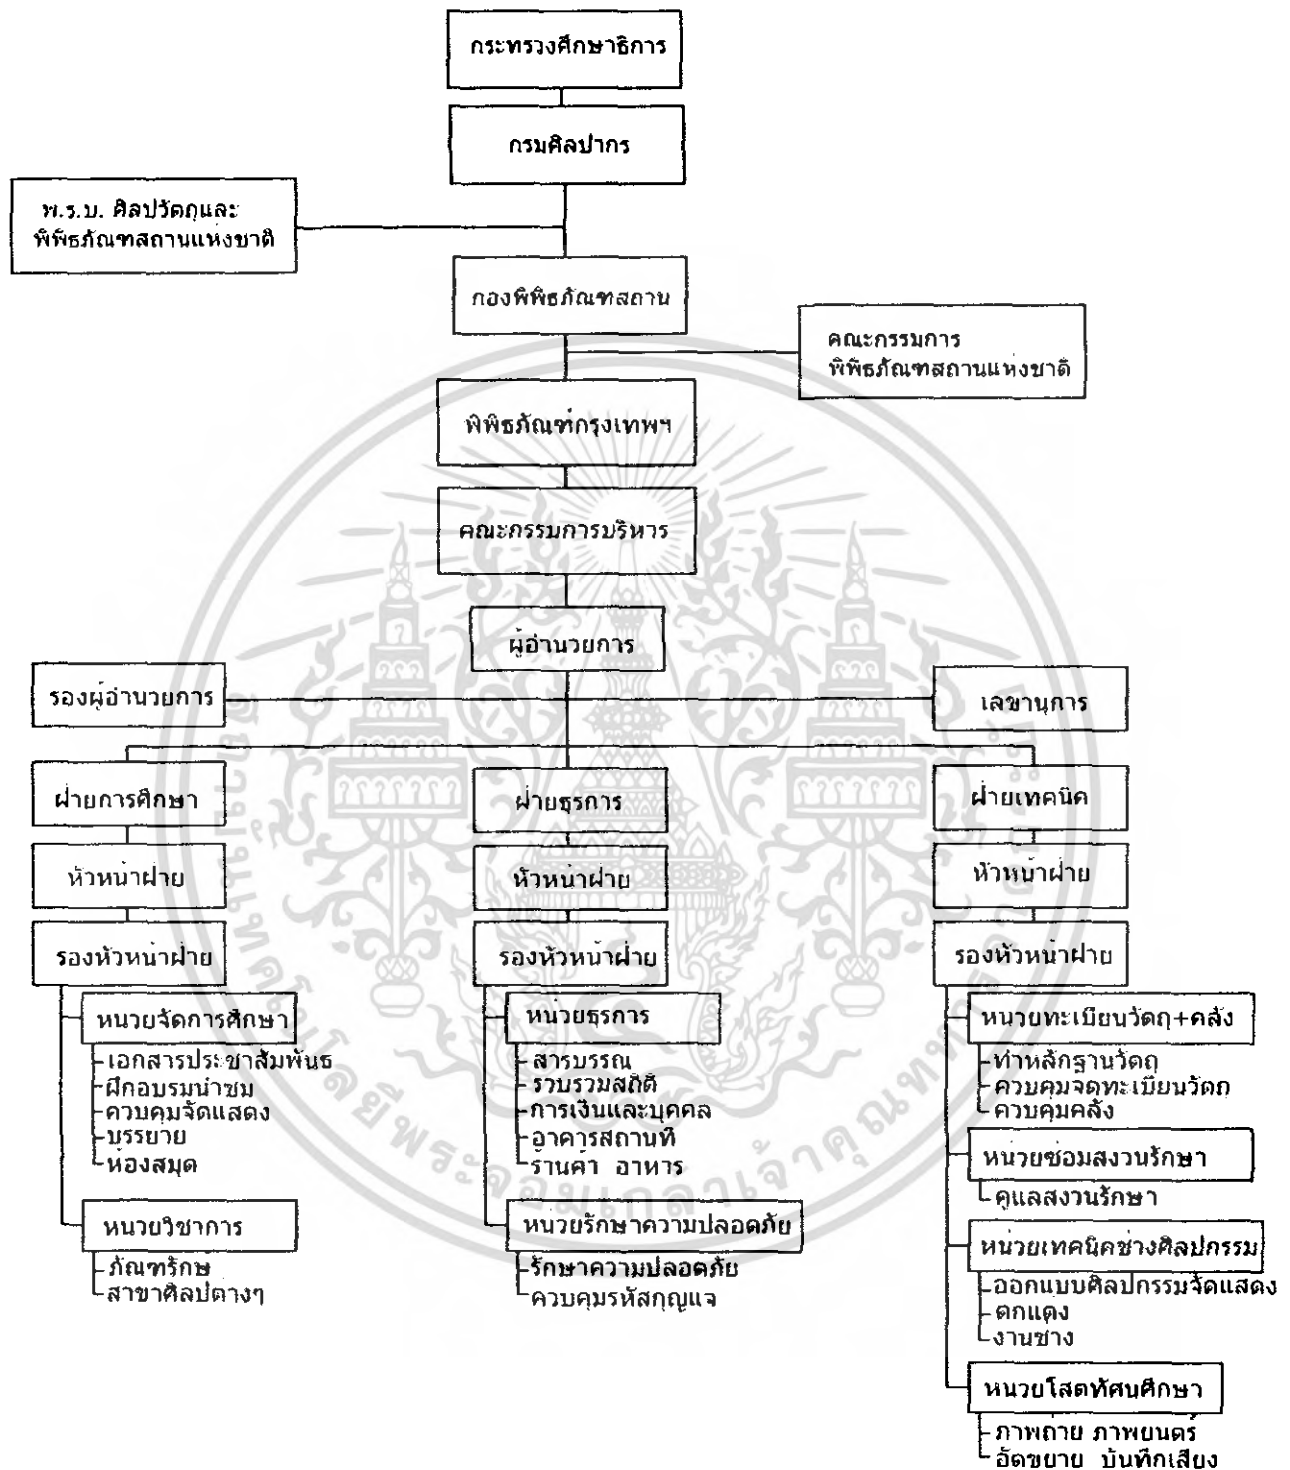 กระทรวงศึกษาธิการ
กรมศิลปากร
พ.ร.บ. ศิลปวัตถุและ
พิพิธภัณฑสถานแห่งชาติ
กองพิพิธภัณฑสถาน
คณะกรรมการ
พิพิธภัณฑสถานแห่งชาติ
พิพิธภัณฑ์กรุงเทพฯ
คณะกรรมการบริหาร
ผู้อำนวยการ
รองผู้อำนวยการ
เลขานุการ
ฝ่ายการศึกษา
ฝ่ายธุรการ
ฝ่ายเทคนิค
หัวหน้าฝ่าย
หัวหน้าฝ่าย
หัวหน้าฝ่าย
รองหัวหน้าฝ่าย
รองหัวหน้าฝ่าย
รองหัวหน้าฝ่าย
หน่วยจัดการศึกษา
-เอกสารประชาสัมพันธ์
-ฝึกอบรมนำชม
-ควบคุมจัดแสดง
-บรรยาย
-ห้องสมุด
หน่วยวิชาการ
-ภัณฑรักษ์
-สาขาศิลปต่างๆ
หน่วยธุรการ
-สารบรรณ
-รวบรวมสถิติ
-การเงินและบุคคล
-อาคารสถานที่
-ร้านค้า อาหาร
หน่วยรักษาความปลอดภัย
-รักษาความปลอดภัย
-ควบคุมรหัสกุญแจ
หน่วยทะเบียนวัตถุ+คลัง
-ทำหลักฐานวัตถุ
-ควบคุมจดทะเบียนวัตถุ
-ควบคุมคลัง
หน่วยซ่อมสงวนรักษา
-ดูแลสงวนรักษา
หน่วยเทคนิคช่างศิลปกรรม
-ออกแบบศิลปกรรมจัดแสดง
-ตกแต่ง
-งานช่าง
หน่วยโสตทัศนศึกษา
-ภาพถ่าย ภาพยนตร์
-อัดขยาย บันทึกเสียง
พระจอมเกล้าเจ้าคุณทหาร